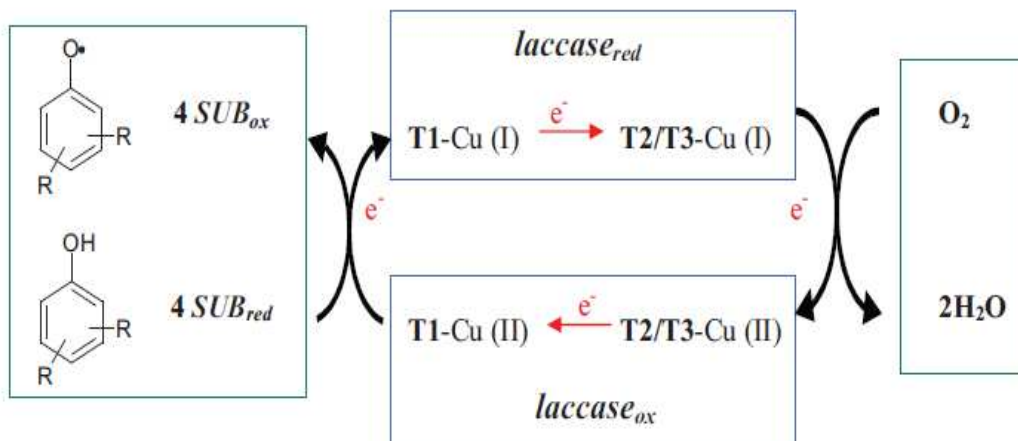 O•
R
R
4 SUBox
OH
R
R
4 SUBred
e-
laccasered
T1-Cu (I) e- T2/T3-Cu (I)
T1-Cu (II) e- T2/T3-Cu (II)
laccaseox
e-
O2
2H2O